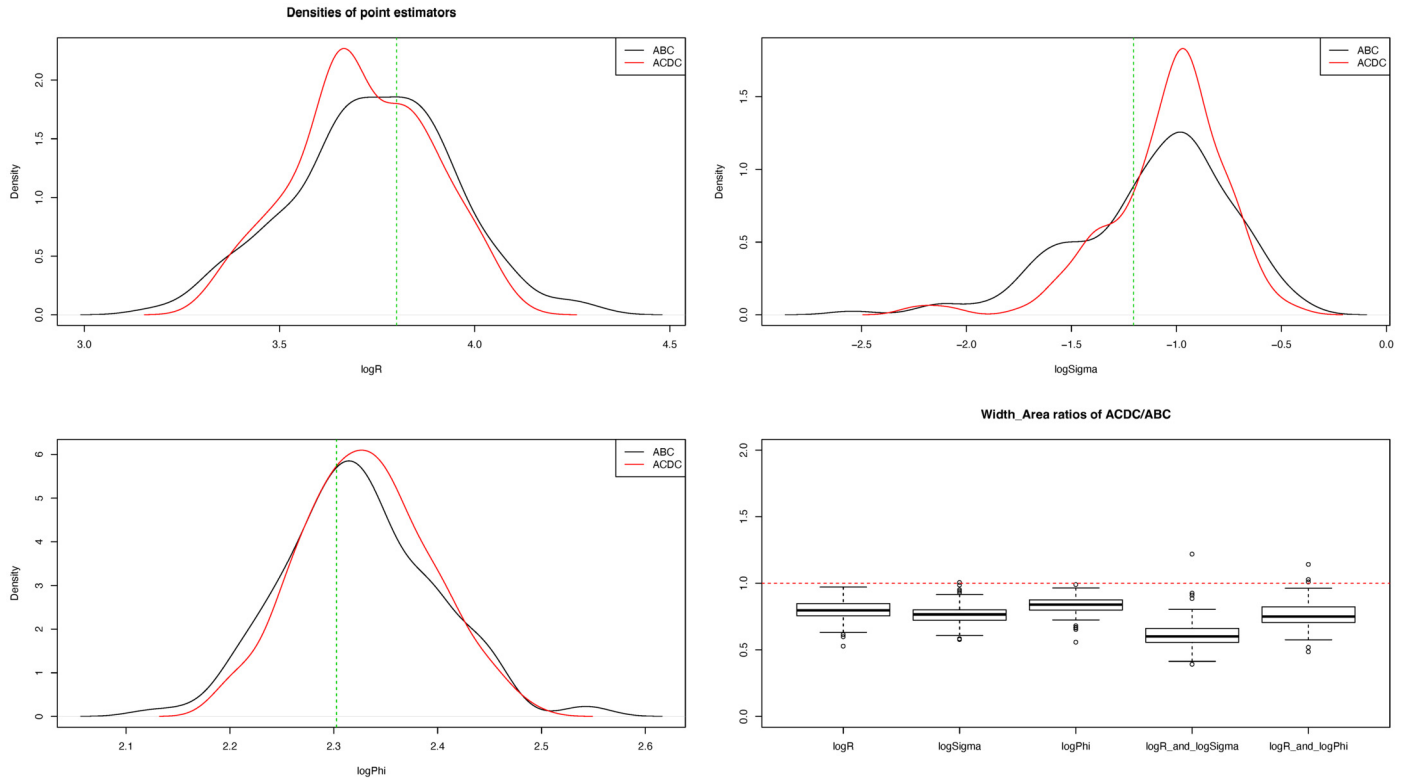 Densities of point estimators
Density
0.0 0.5 1.0 1.5 2.0
ABC
ACDC
3.0 3.5 4.0 4.5
logR
Density
0.0 0.5 1.0 1.5
ABC
ACDC
−2.5 −2.0 −1.5 −1.0 −0.5 0.0
logSigma
Density
0 1 2 3 4 5 6
ABC
ACDC
2.1 2.2 2.3 2.4 2.5 2.6
logPhi
Width_Area ratios of ACDC/ABC
0.0 0.5 1.0 1.5 2.0
logR logSigma logPhi logR_and_logSigma logR_and_logPhi